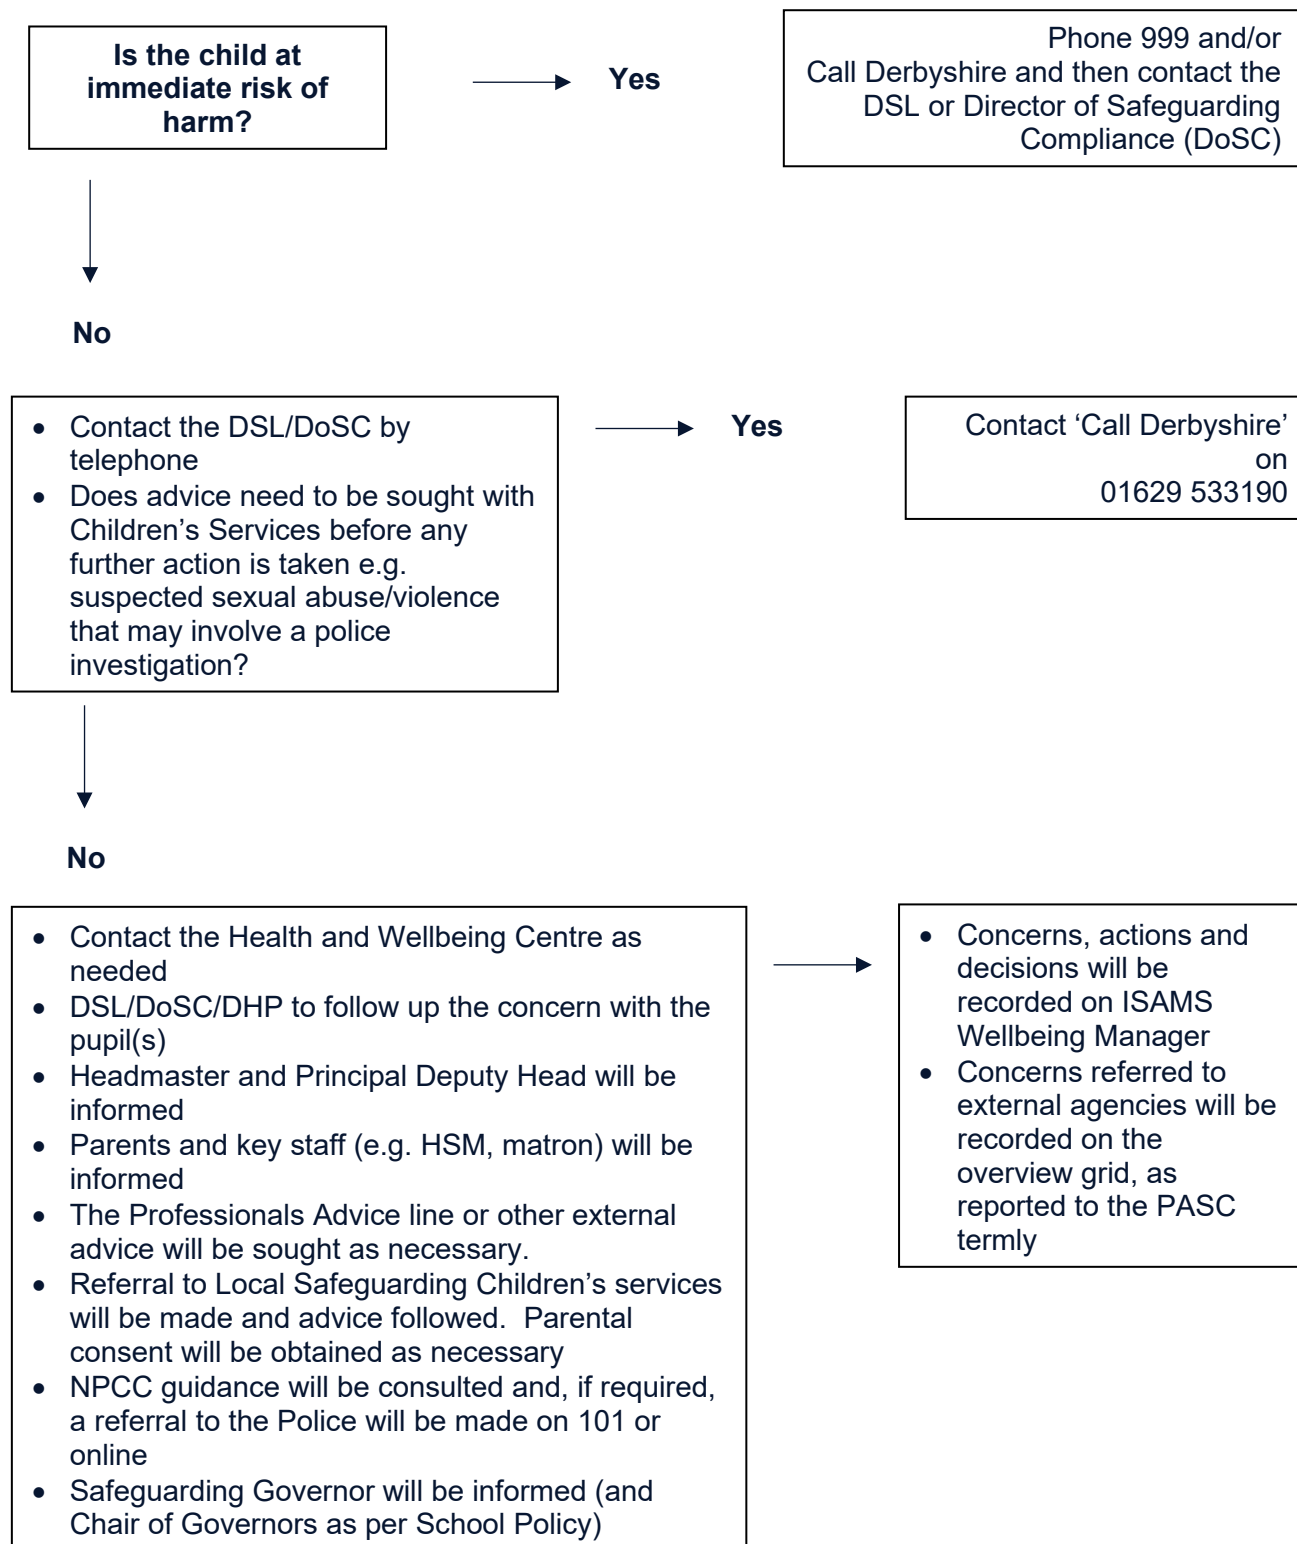 Is the child at
immediate risk of
harm?
Yes
Phone 999 and/or
Call Derbyshire and then contact the
DSL or Director of Safeguarding
Compliance (DoSC)
No
• Contact the DSL/DoSC by
telephone
• Does advice need to be sought with
Children’s Services before any
further action is taken e.g.
suspected sexual abuse/violence
that may involve a police
investigation?
Yes
Contact ‘Call Derbyshire’
on
01629 533190
No
• Contact the Health and Wellbeing Centre as
needed
• DSL/DoSC/DHP to follow up the concern with the
pupil(s)
• Headmaster and Principal Deputy Head will be
informed
• Parents and key staff (e.g. HSM, matron) will be
informed
• The Professionals Advice line or other external
advice will be sought as necessary.
• Referral to Local Safeguarding Children’s services
will be made and advice followed.  Parental
consent will be obtained as necessary
• NPCC guidance will be consulted and, if required,
a referral to the Police will be made on 101 or
online
• Safeguarding Governor will be informed (and
Chair of Governors as per School Policy)
• Concerns, actions and
decisions will be
recorded on ISAMS
Wellbeing Manager
• Concerns referred to
external agencies will be
recorded on the
overview grid, as
reported to the PASC
termly